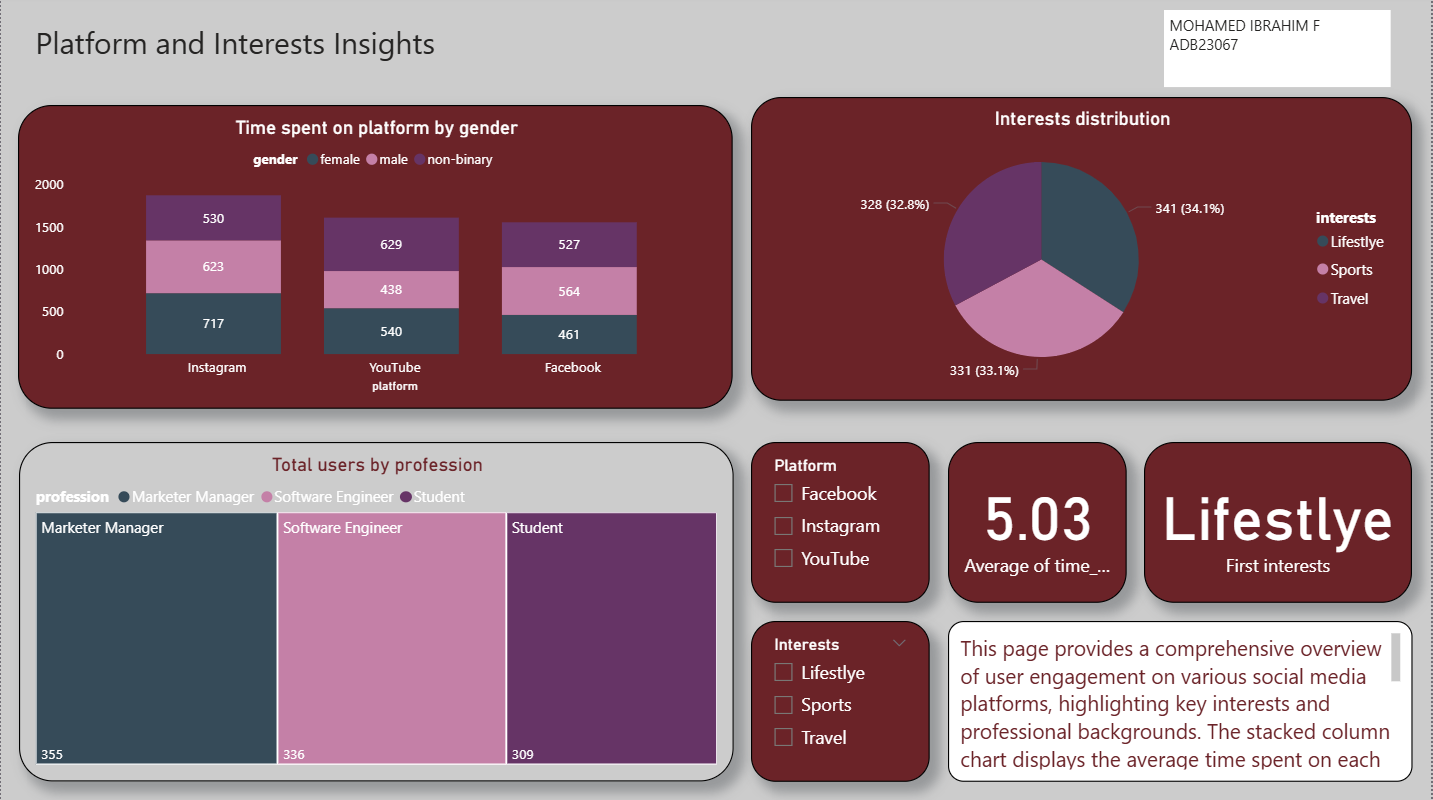 Platform and Interests Insights
MOHAMED IBRAHIM F
ADB23067
Time spent on platform by gender
gender female male non-binary
2000
1500
1000
500
0
530
623
717
629
438
540
527
564
461
Instagram YouTube Facebook
platform
Interests distribution
328 (32.8%)
341 (34.1%)
331 (33.1%)
interests
Lifestlye
Sports
Travel
Total users by profession
profession Marketer Manager Software Engineer Student
Marketer Manager Software Engineer Student
355 336 309
Platform
Facebook
Instagram
YouTube
5.03
Average of time_...
Lifestlye
First interests
Interests
Lifestlye
Sports
Travel
This page provides a comprehensive overview
of user engagement on various social media
platforms, highlighting key interests and
professional backgrounds. The stacked column
chart displays the average time spent on each